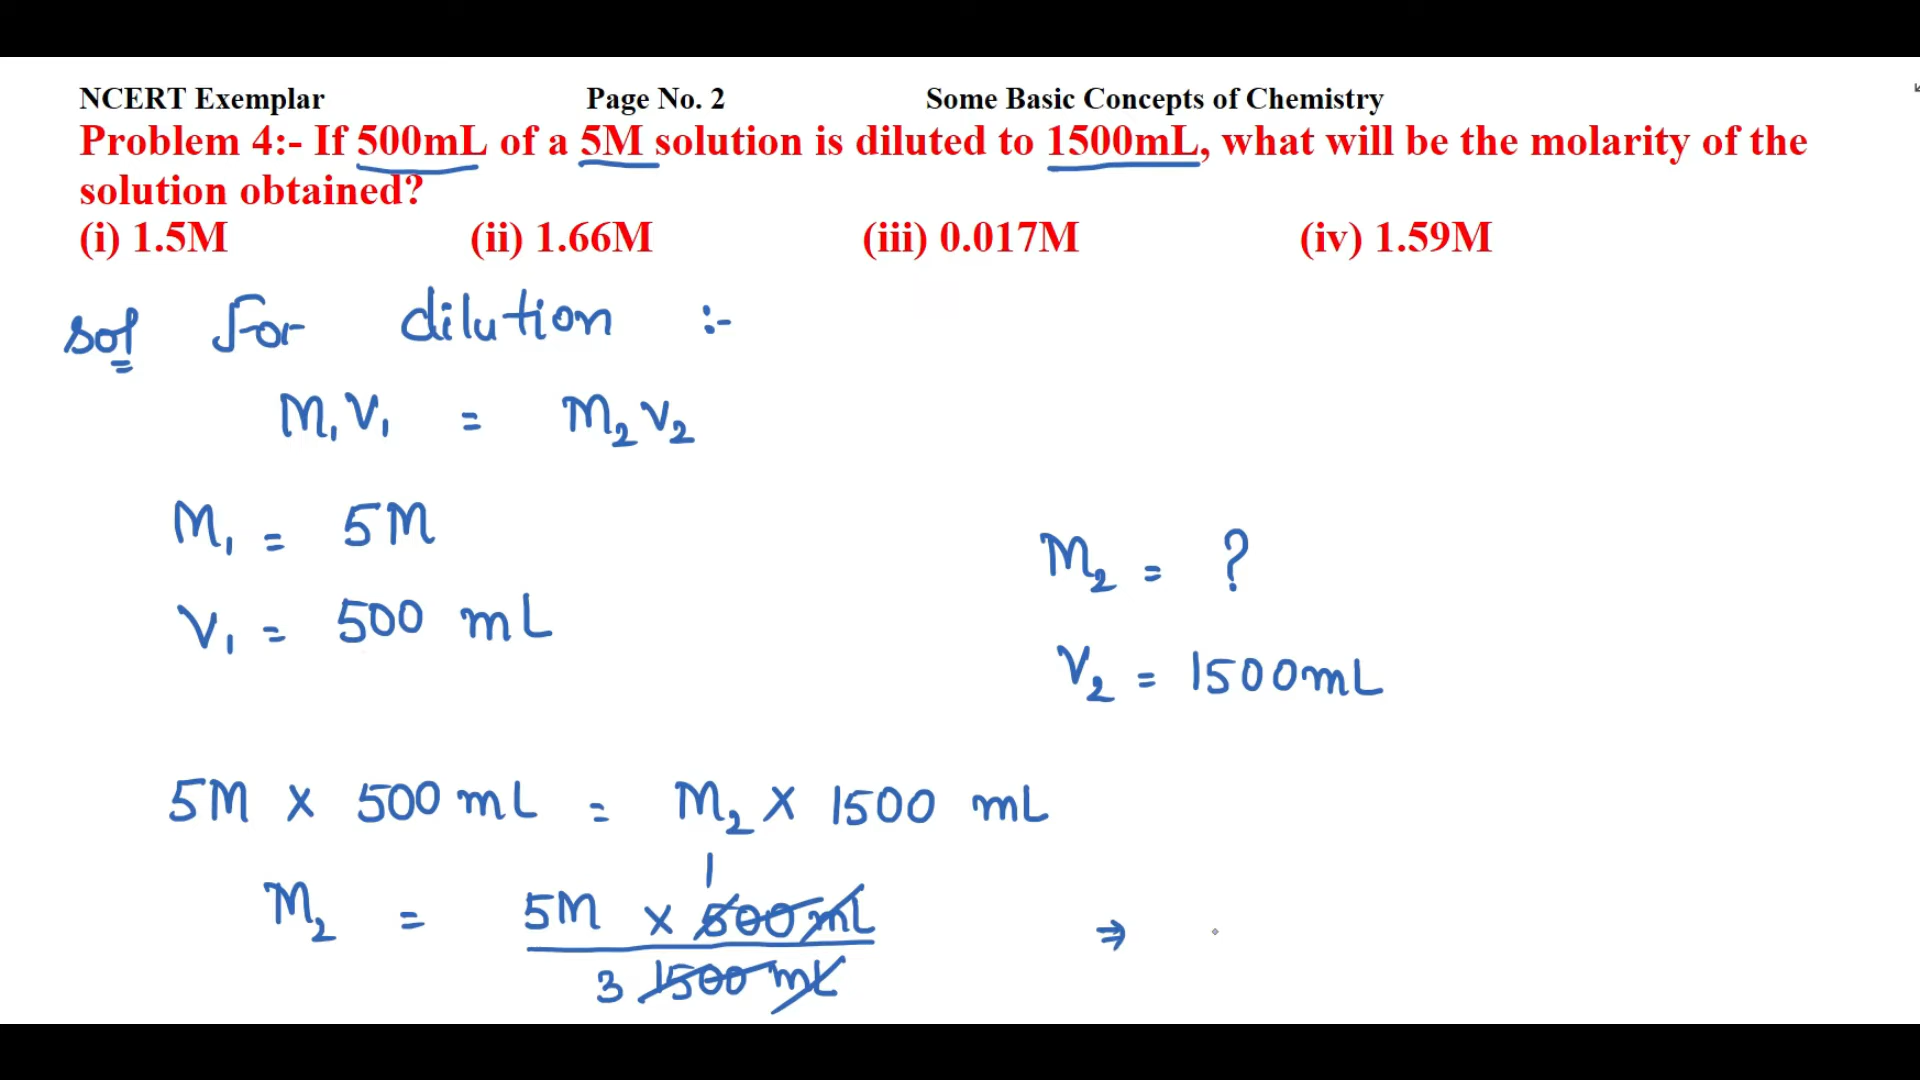 NCERT Exemplar Page No. 2 Some Basic Concepts of Chemistry
Problem 4:- If 500mL of a 5M solution is diluted to 1500mL, what will be the molarity of the
solution obtained?
(i) 1.5M (ii) 1.66M (iii) 0.017M (iv) 1.59M
sol for dilution :-
M₁V₁ = M₂V₂
M₁ = 5M
V₁ = 500 mL
M₂ = ?
V₂ = 1500mL
5M × 500 mL = M₂ × 1500 mL
1
M₂ = 5M × 500 mL ⇒
3 1500 mL